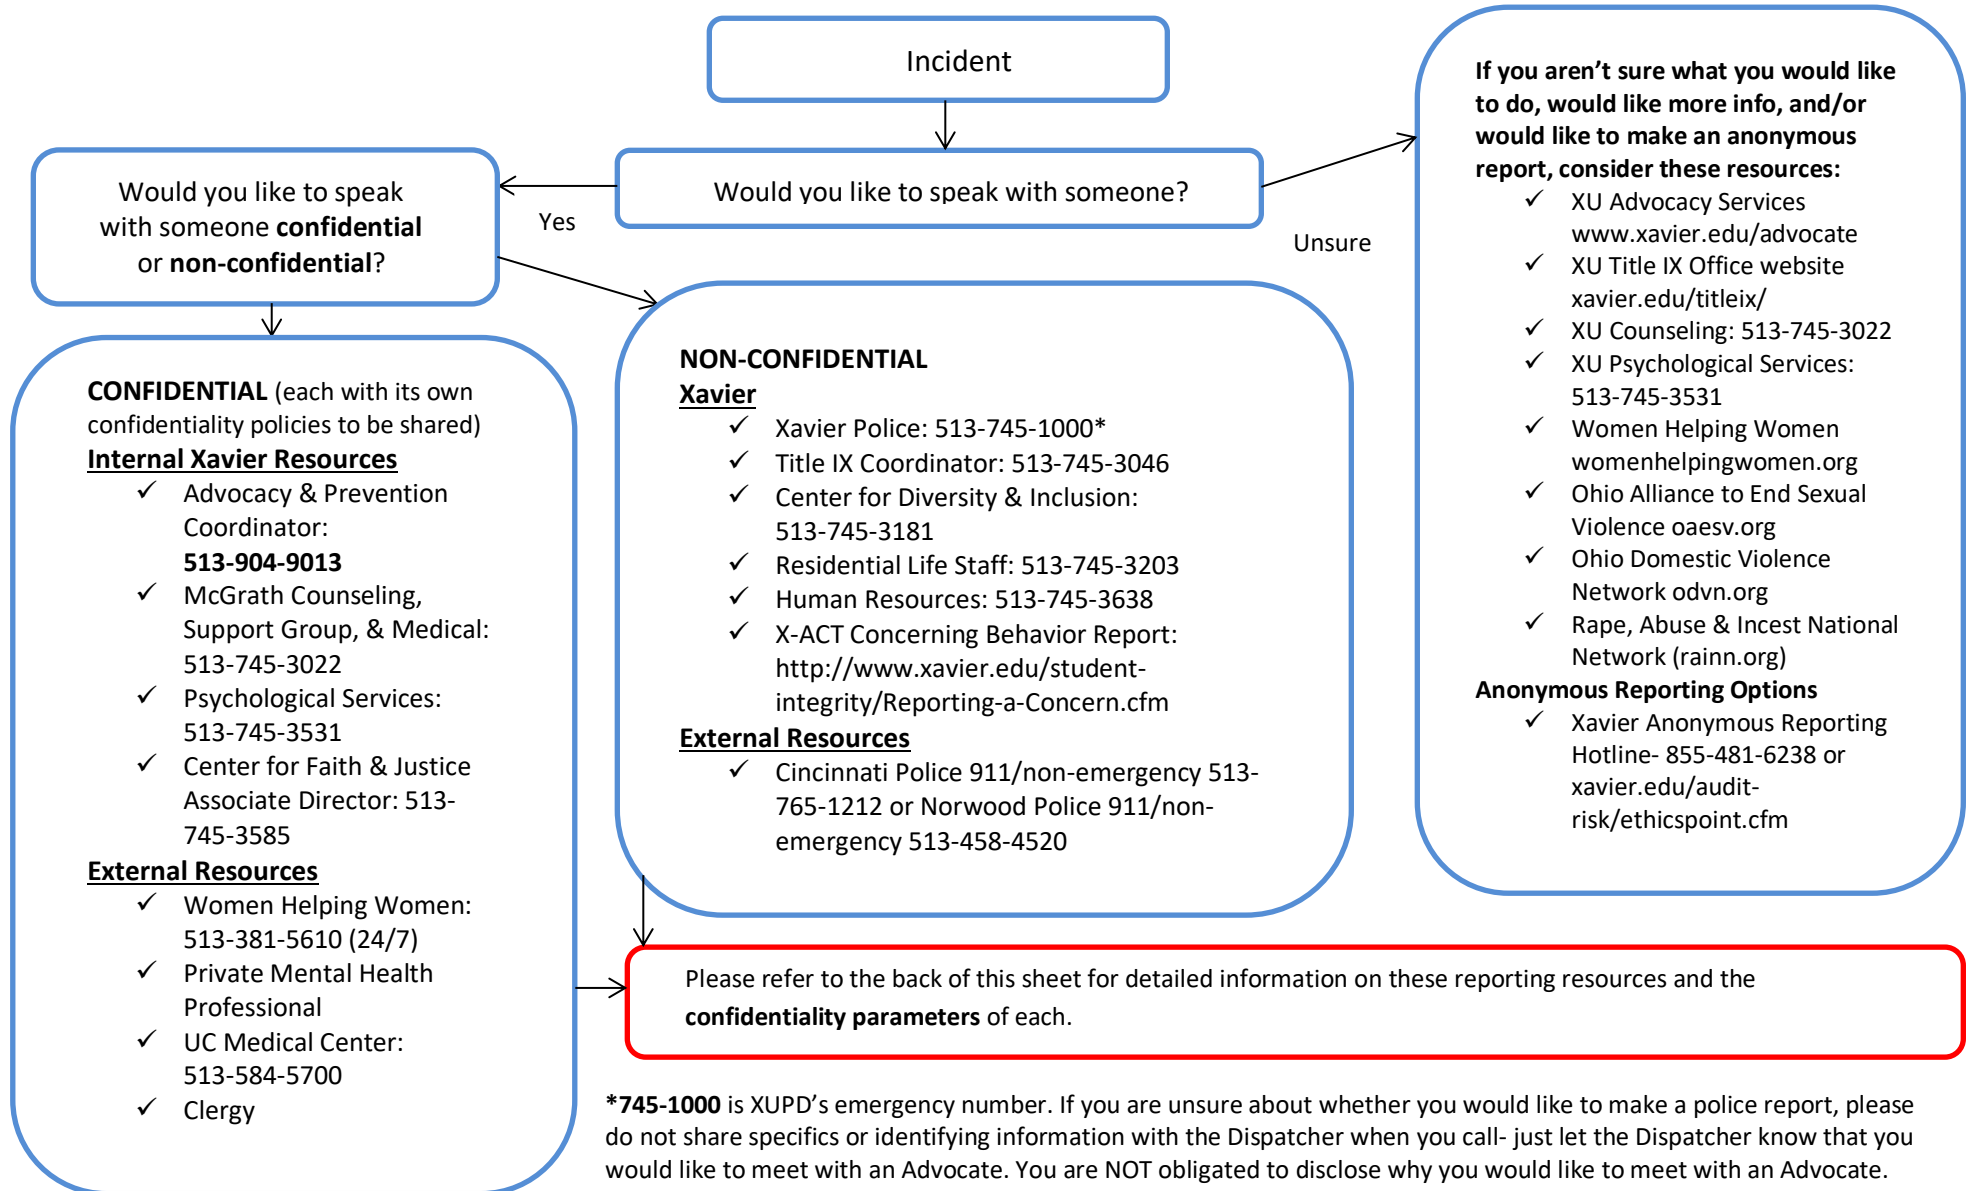 Incident
Would you like to speak with someone?
Yes
Unsure
Would you like to speak
with someone confidential
or non-confidential?
CONFIDENTIAL (each with its own
confidentiality policies to be shared)
Internal Xavier Resources
✓ Advocacy & Prevention
Coordinator:
513-904-9013
✓ McGrath Counseling,
Support Group, & Medical:
513-745-3022
✓ Psychological Services:
513-745-3531
✓ Center for Faith & Justice
Associate Director: 513-
745-3585
External Resources
✓ Women Helping Women:
513-381-5610 (24/7)
✓ Private Mental Health
Professional
✓ UC Medical Center:
513-584-5700
✓ Clergy
NON-CONFIDENTIAL
Xavier
✓ Xavier Police: 513-745-1000*
✓ Title IX Coordinator: 513-745-3046
✓ Center for Diversity & Inclusion:
513-745-3181
✓ Residential Life Staff: 513-745-3203
✓ Human Resources: 513-745-3638
✓ X-ACT Concerning Behavior Report:
http://www.xavier.edu/student-
integrity/Reporting-a-Concern.cfm
External Resources
✓ Cincinnati Police 911/non-emergency 513-
765-1212 or Norwood Police 911/non-
emergency 513-458-4520
If you aren’t sure what you would like
to do, would like more info, and/or
would like to make an anonymous
report, consider these resources:
✓ XU Advocacy Services
www.xavier.edu/advocate
✓ XU Title IX Office website
xavier.edu/titleix/
✓ XU Counseling: 513-745-3022
✓ XU Psychological Services:
513-745-3531
✓ Women Helping Women
womenhelpingwomen.org
✓ Ohio Alliance to End Sexual
Violence oaesv.org
✓ Ohio Domestic Violence
Network odvn.org
✓ Rape, Abuse & Incest National
Network (rainn.org)
Anonymous Reporting Options
✓ Xavier Anonymous Reporting
Hotline- 855-481-6238 or
xavier.edu/audit-
risk/ethicspoint.cfm
Please refer to the back of this sheet for detailed information on these reporting resources and the
confidentiality parameters of each.
*745-1000 is XUPD’s emergency number. If you are unsure about whether you would like to make a police report, please
do not share specifics or identifying information with the Dispatcher when you call- just let the Dispatcher know that you
would like to meet with an Advocate. You are NOT obligated to disclose why you would like to meet with an Advocate.